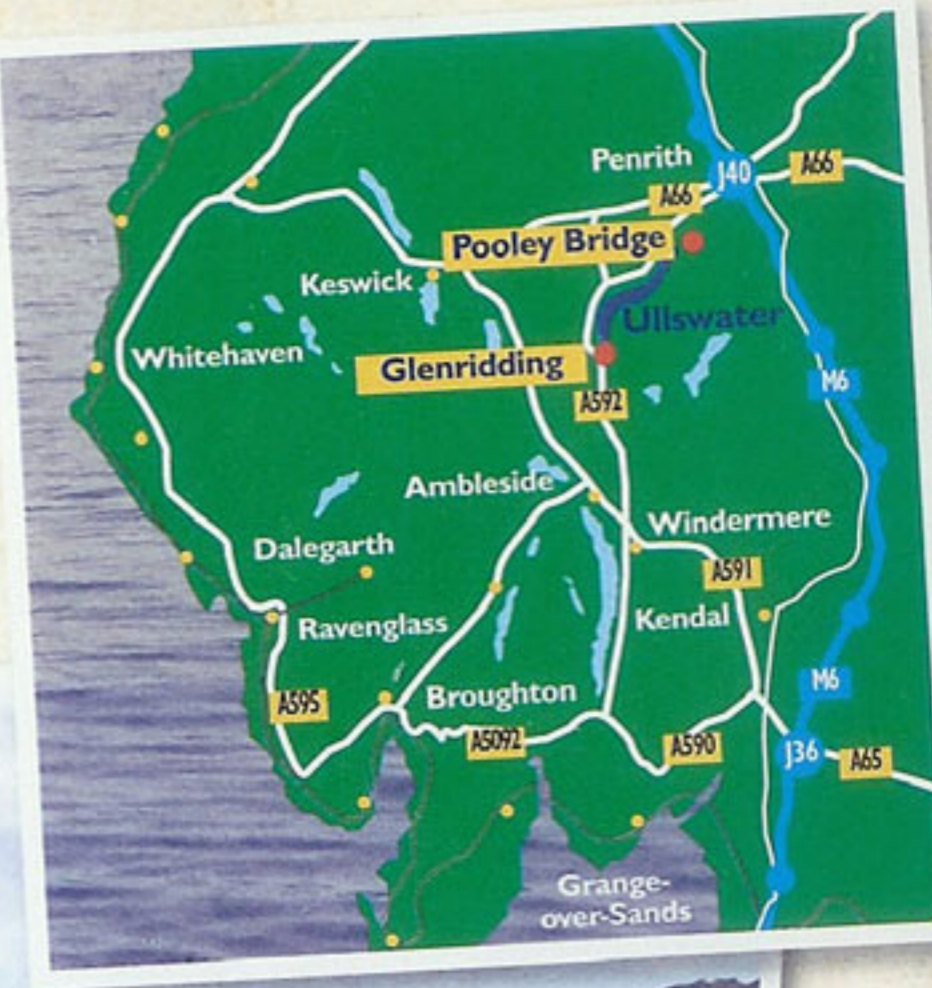 Penrith
J40
A66
A66
Pooley Bridge
Keswick
Ullswater
Whitehaven
Glenridding
M6
A592
Ambleside
Windermere
Dalegarth
A591
Ravenglass
Kendal
M6
A595
Broughton
A5092
A590
J36
A65
Grange-
over-Sands